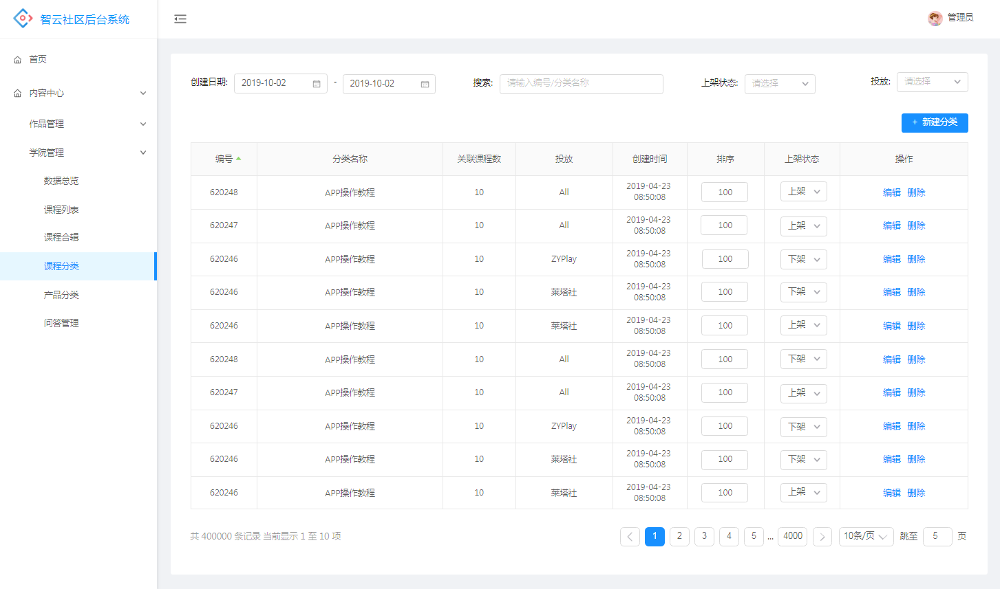 智云社区后台系统
管理员
首页
内容中心
作品管理
学院管理
数据总览
课程列表
课程合辑
课程分类
产品分类
问答管理
创建日期: 2019-10-02 - 2019-10-02 搜索: 请输入编号/分类名称 上架状态: 请选择 投放: 请选择
+ 新建分类
编号 分类名称 关联课程数 投放 创建时间 排序 上架状态 操作
620248 APP操作教程 10 All 2019-04-23 08:50:08 100 上架 编辑 删除
620247 APP操作教程 10 All 2019-04-23 08:50:08 100 上架 编辑 删除
620246 APP操作教程 10 ZYPlay 2019-04-23 08:50:08 100 下架 编辑 删除
620246 APP操作教程 10 莱塔社 2019-04-23 08:50:08 100 下架 编辑 删除
620246 APP操作教程 10 莱塔社 2019-04-23 08:50:08 100 上架 编辑 删除
620248 APP操作教程 10 All 2019-04-23 08:50:08 100 下架 编辑 删除
620247 APP操作教程 10 All 2019-04-23 08:50:08 100 上架 编辑 删除
620246 APP操作教程 10 ZYPlay 2019-04-23 08:50:08 100 下架 编辑 删除
620246 APP操作教程 10 莱塔社 2019-04-23 08:50:08 100 下架 编辑 删除
620246 APP操作教程 10 莱塔社 2019-04-23 08:50:08 100 上架 编辑 删除
共 400000 条记录 当前显示 1 至 10 项 1 2 3 4 5 ... 4000 10条/页 跳至 5 页